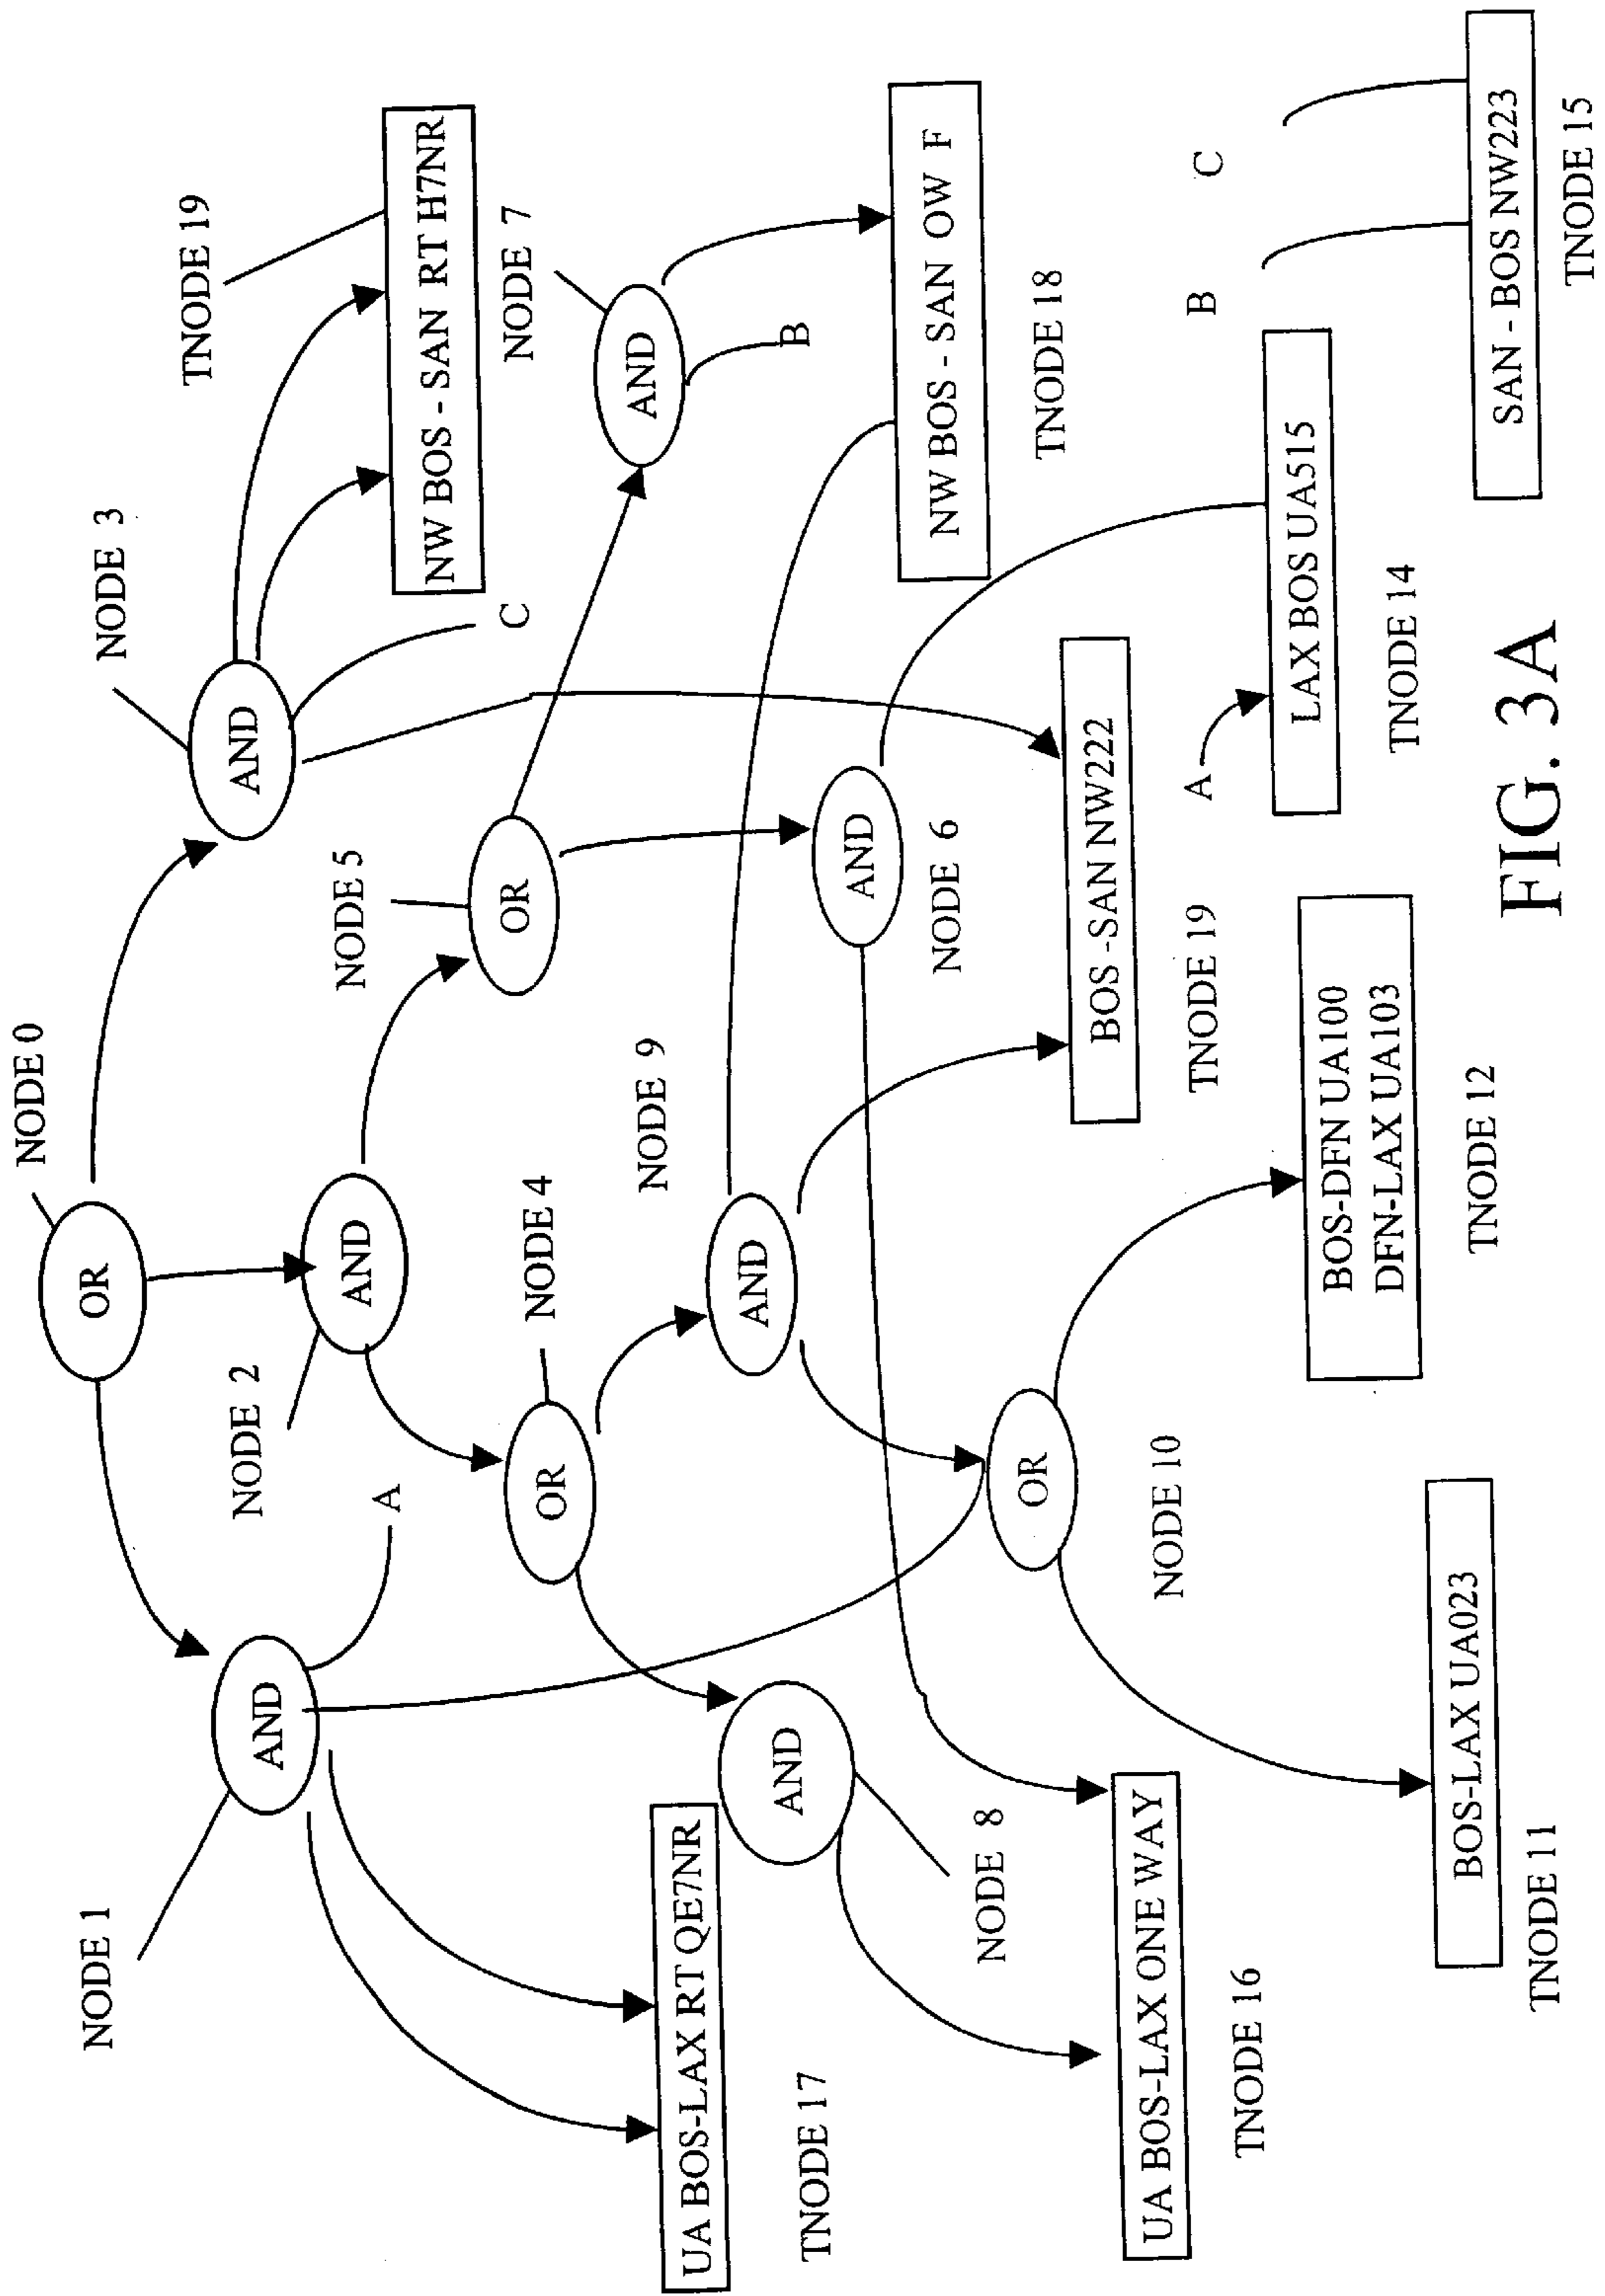 NODE 0
OR
NODE 1
AND
NODE 2
AND
NODE 3
AND
TNODE 19
NW BOS - SAN RT H7NR
A
C
NODE 4
OR
NODE 5
OR
NODE 7
AND
B
UA BOS-LAX RT QE7NR
TNODE 17
AND
NODE 8
NODE 9
AND
AND
NODE 6
NW BOS - SAN OW F
TNODE 18
UA BOS-LAX ONE WAY
TNODE 16
OR
NODE 10
BOS -SAN NW222
TNODE 19
A
LAX BOS UA515
TNODE 14
B
C
BOS-LAX UA023
TNODE 11
BOS-DFN UA100
DFN-LAX UA103
TNODE 12
SAN - BOS NW223
TNODE 15
FIG. 3A